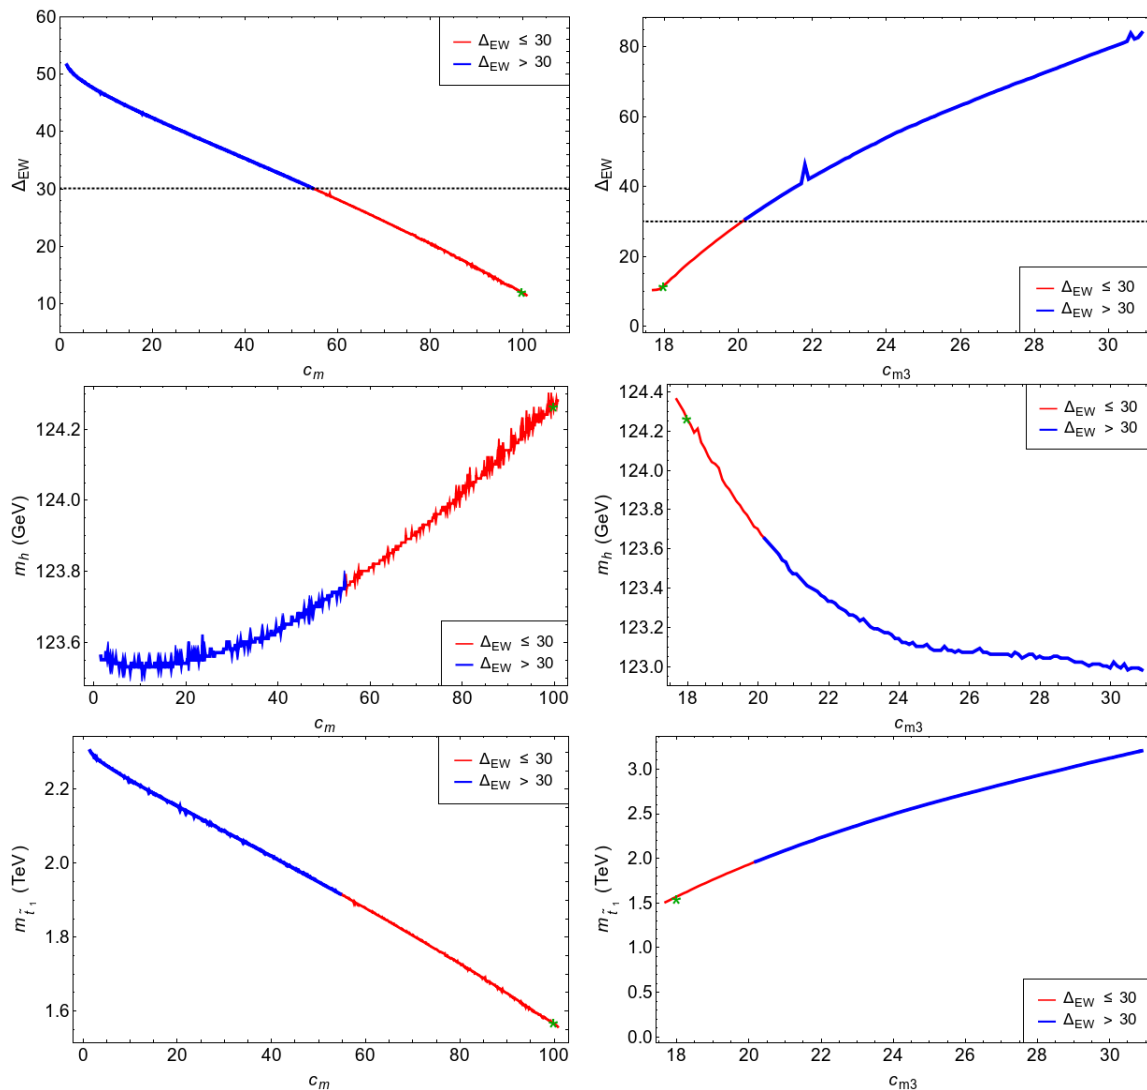 60
50
40
30
20
10
Δ_EW
Δ_EW ≤ 30
Δ_EW > 30
0 20 40 60 80 100
c_m
80
60
40
20
0
Δ_EW
Δ_EW ≤ 30
Δ_EW > 30
18 20 22 24 26 28 30
c_m3
124.2
124.0
123.8
123.6
m_h (GeV)
Δ_EW ≤ 30
Δ_EW > 30
0 20 40 60 80 100
c_m
124.4
124.2
124.0
123.8
123.6
123.4
123.2
123.0
m_h (GeV)
Δ_EW ≤ 30
Δ_EW > 30
18 20 22 24 26 28 30
c_m3
2.2
2.0
1.8
1.6
m_t̃_1 (TeV)
Δ_EW ≤ 30
Δ_EW > 30
0 20 40 60 80 100
c_m
3.0
2.5
2.0
1.5
1.0
0.5
0.0
m_t̃_1 (TeV)
Δ_EW ≤ 30
Δ_EW > 30
18 20 22 24 26 28 30
c_m3